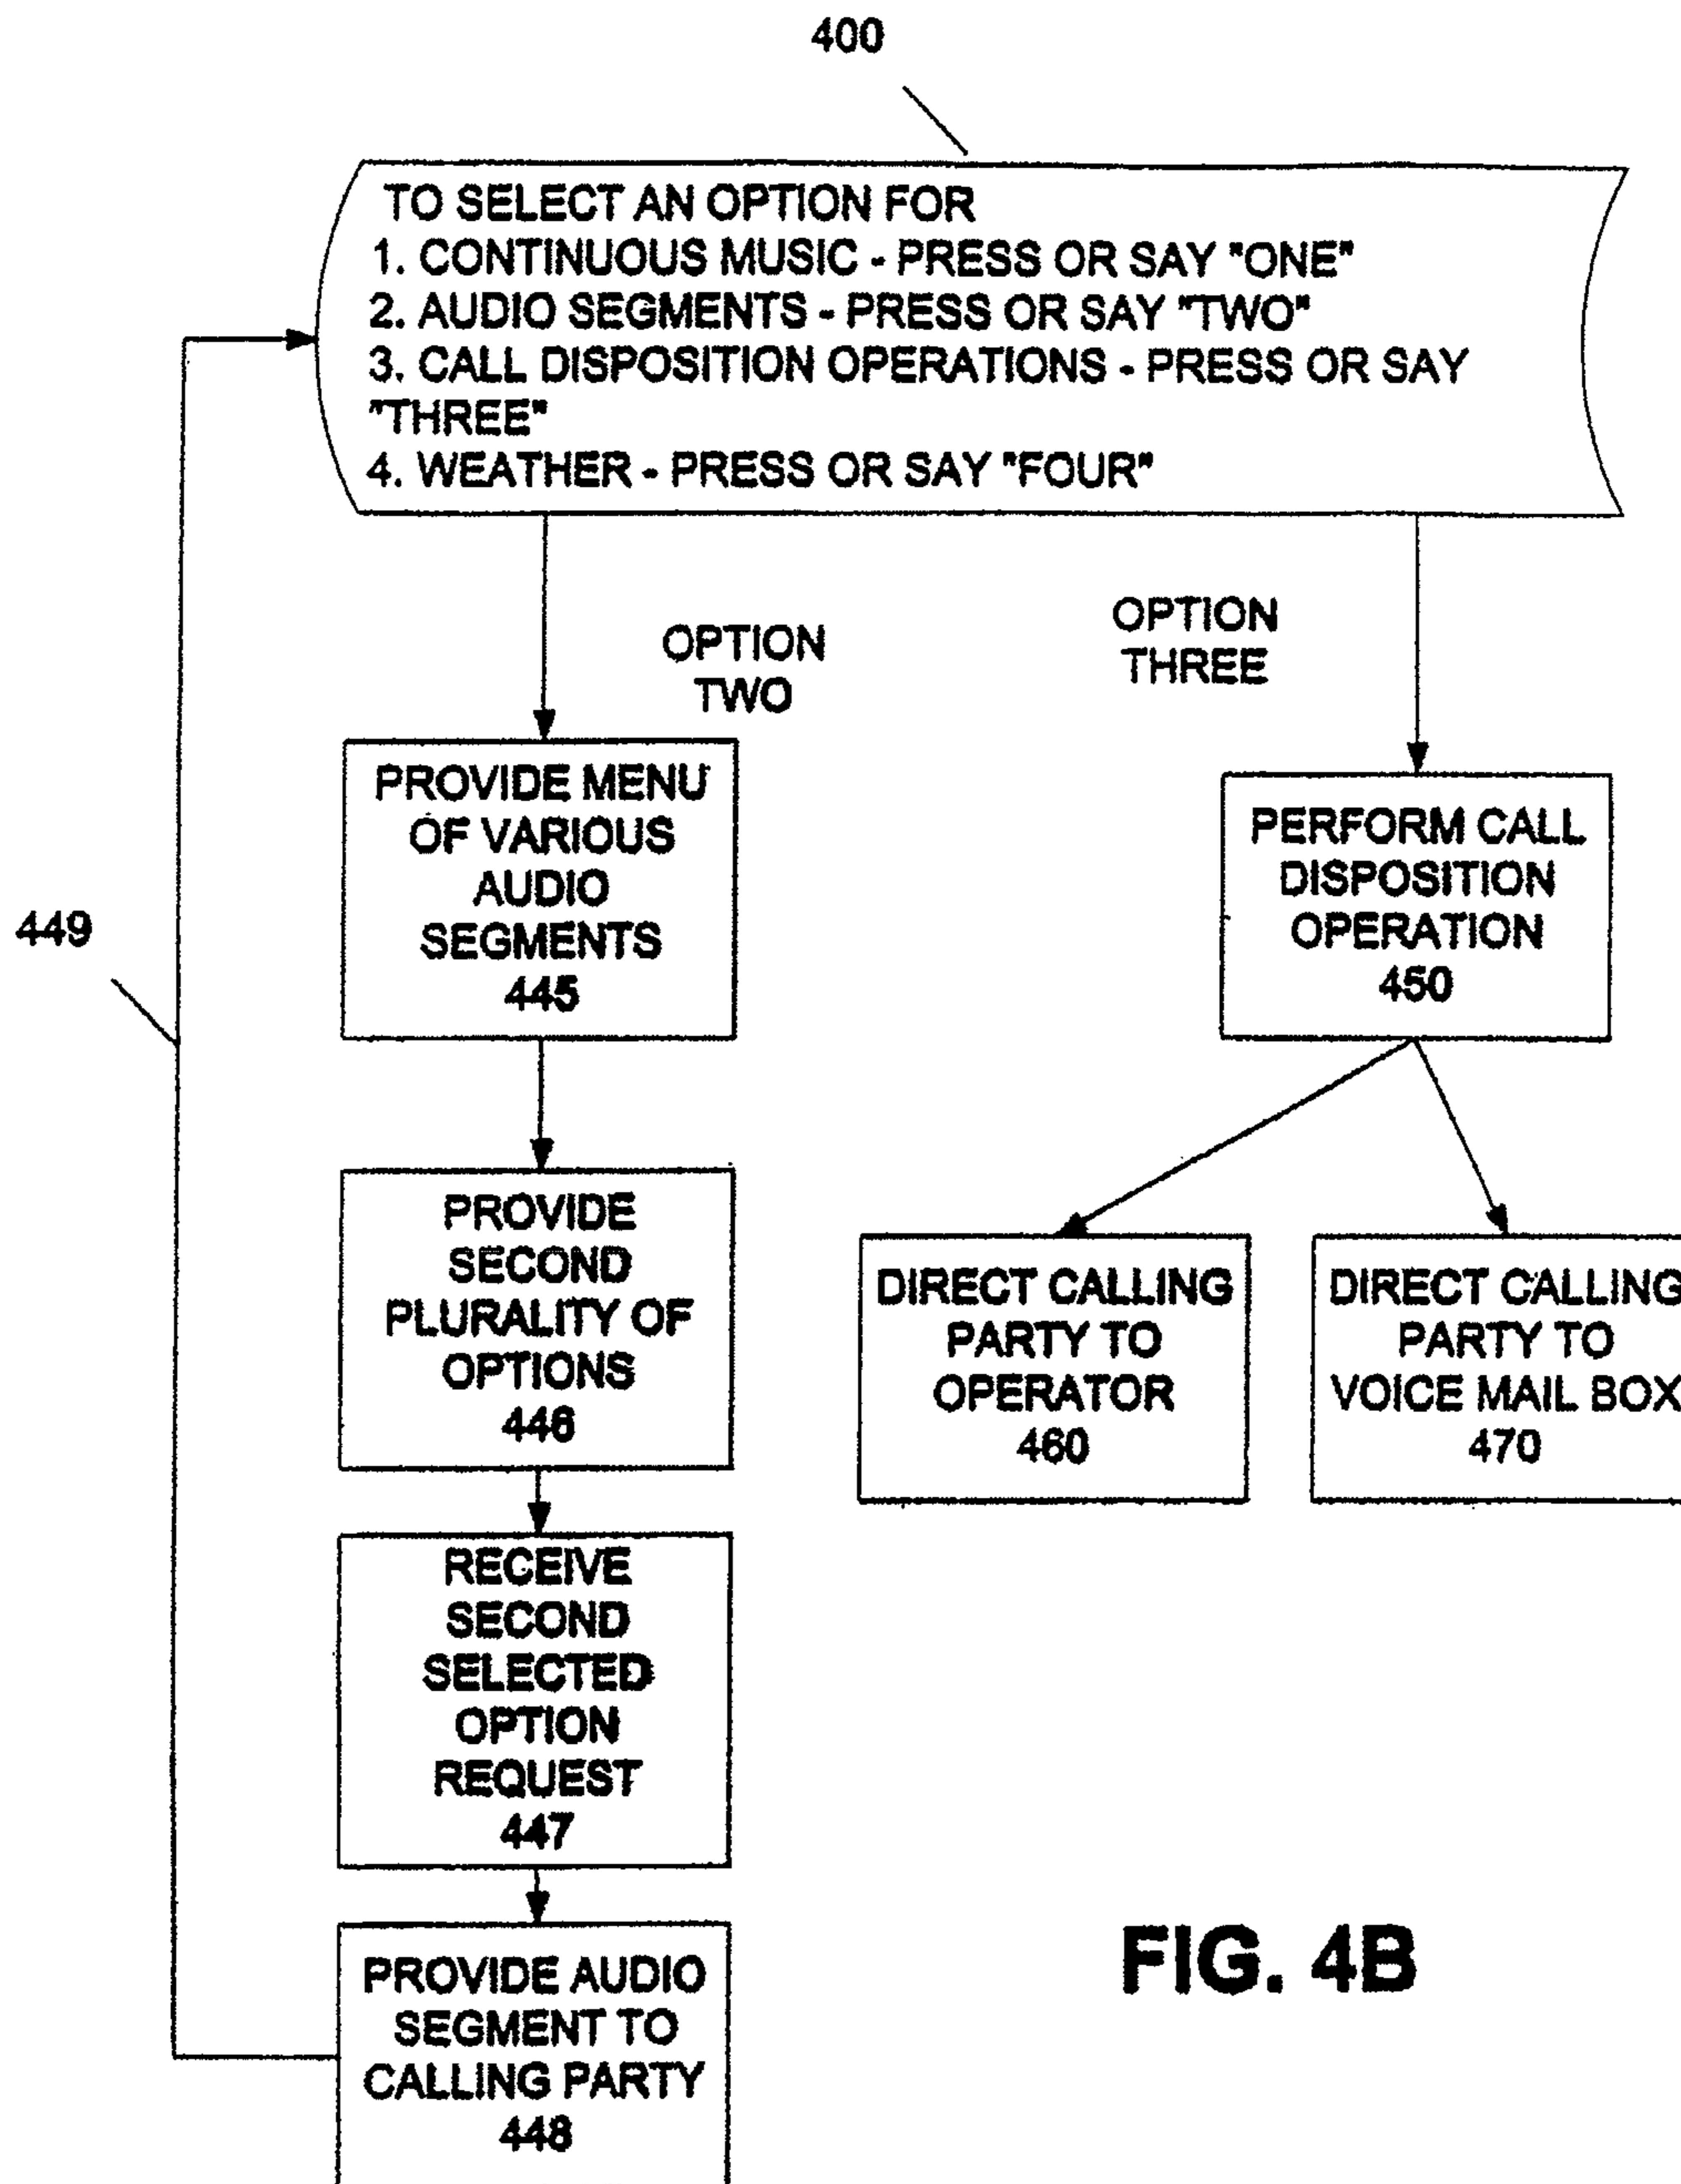 400
TO SELECT AN OPTION FOR
1. CONTINUOUS MUSIC - PRESS OR SAY "ONE"
2. AUDIO SEGMENTS - PRESS OR SAY "TWO"
3. CALL DISPOSITION OPERATIONS - PRESS OR SAY
"THREE"
4. WEATHER - PRESS OR SAY "FOUR"
OPTION
TWO
OPTION
THREE
449
PROVIDE MENU
OF VARIOUS
AUDIO
SEGMENTS
445
PERFORM CALL
DISPOSITION
OPERATION
450
PROVIDE
SECOND
PLURALITY OF
OPTIONS
446
DIRECT CALLING
PARTY TO
OPERATOR
460
DIRECT CALLING
PARTY TO
VOICE MAIL BOX
470
RECEIVE
SECOND
SELECTED
OPTION
REQUEST
447
PROVIDE AUDIO
SEGMENT TO
CALLING PARTY
448
FIG. 4B